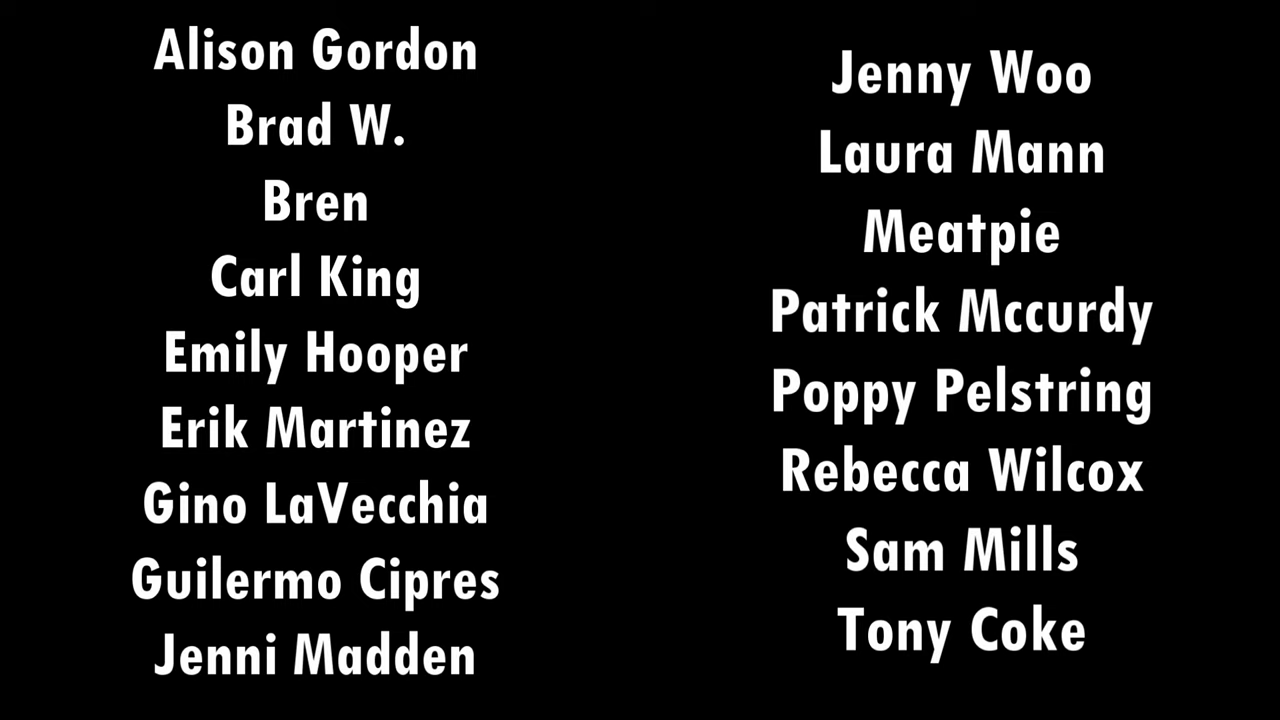 Alison Gordon
Brad W.
Bren
Carl King
Emily Hooper
Erik Martinez
Gino LaVecchia
Guilermo Cipres
Jenni Madden
Jenny Woo
Laura Mann
Meatpie
Patrick Mccurdy
Poppy Pelstring
Rebecca Wilcox
Sam Mills
Tony Coke